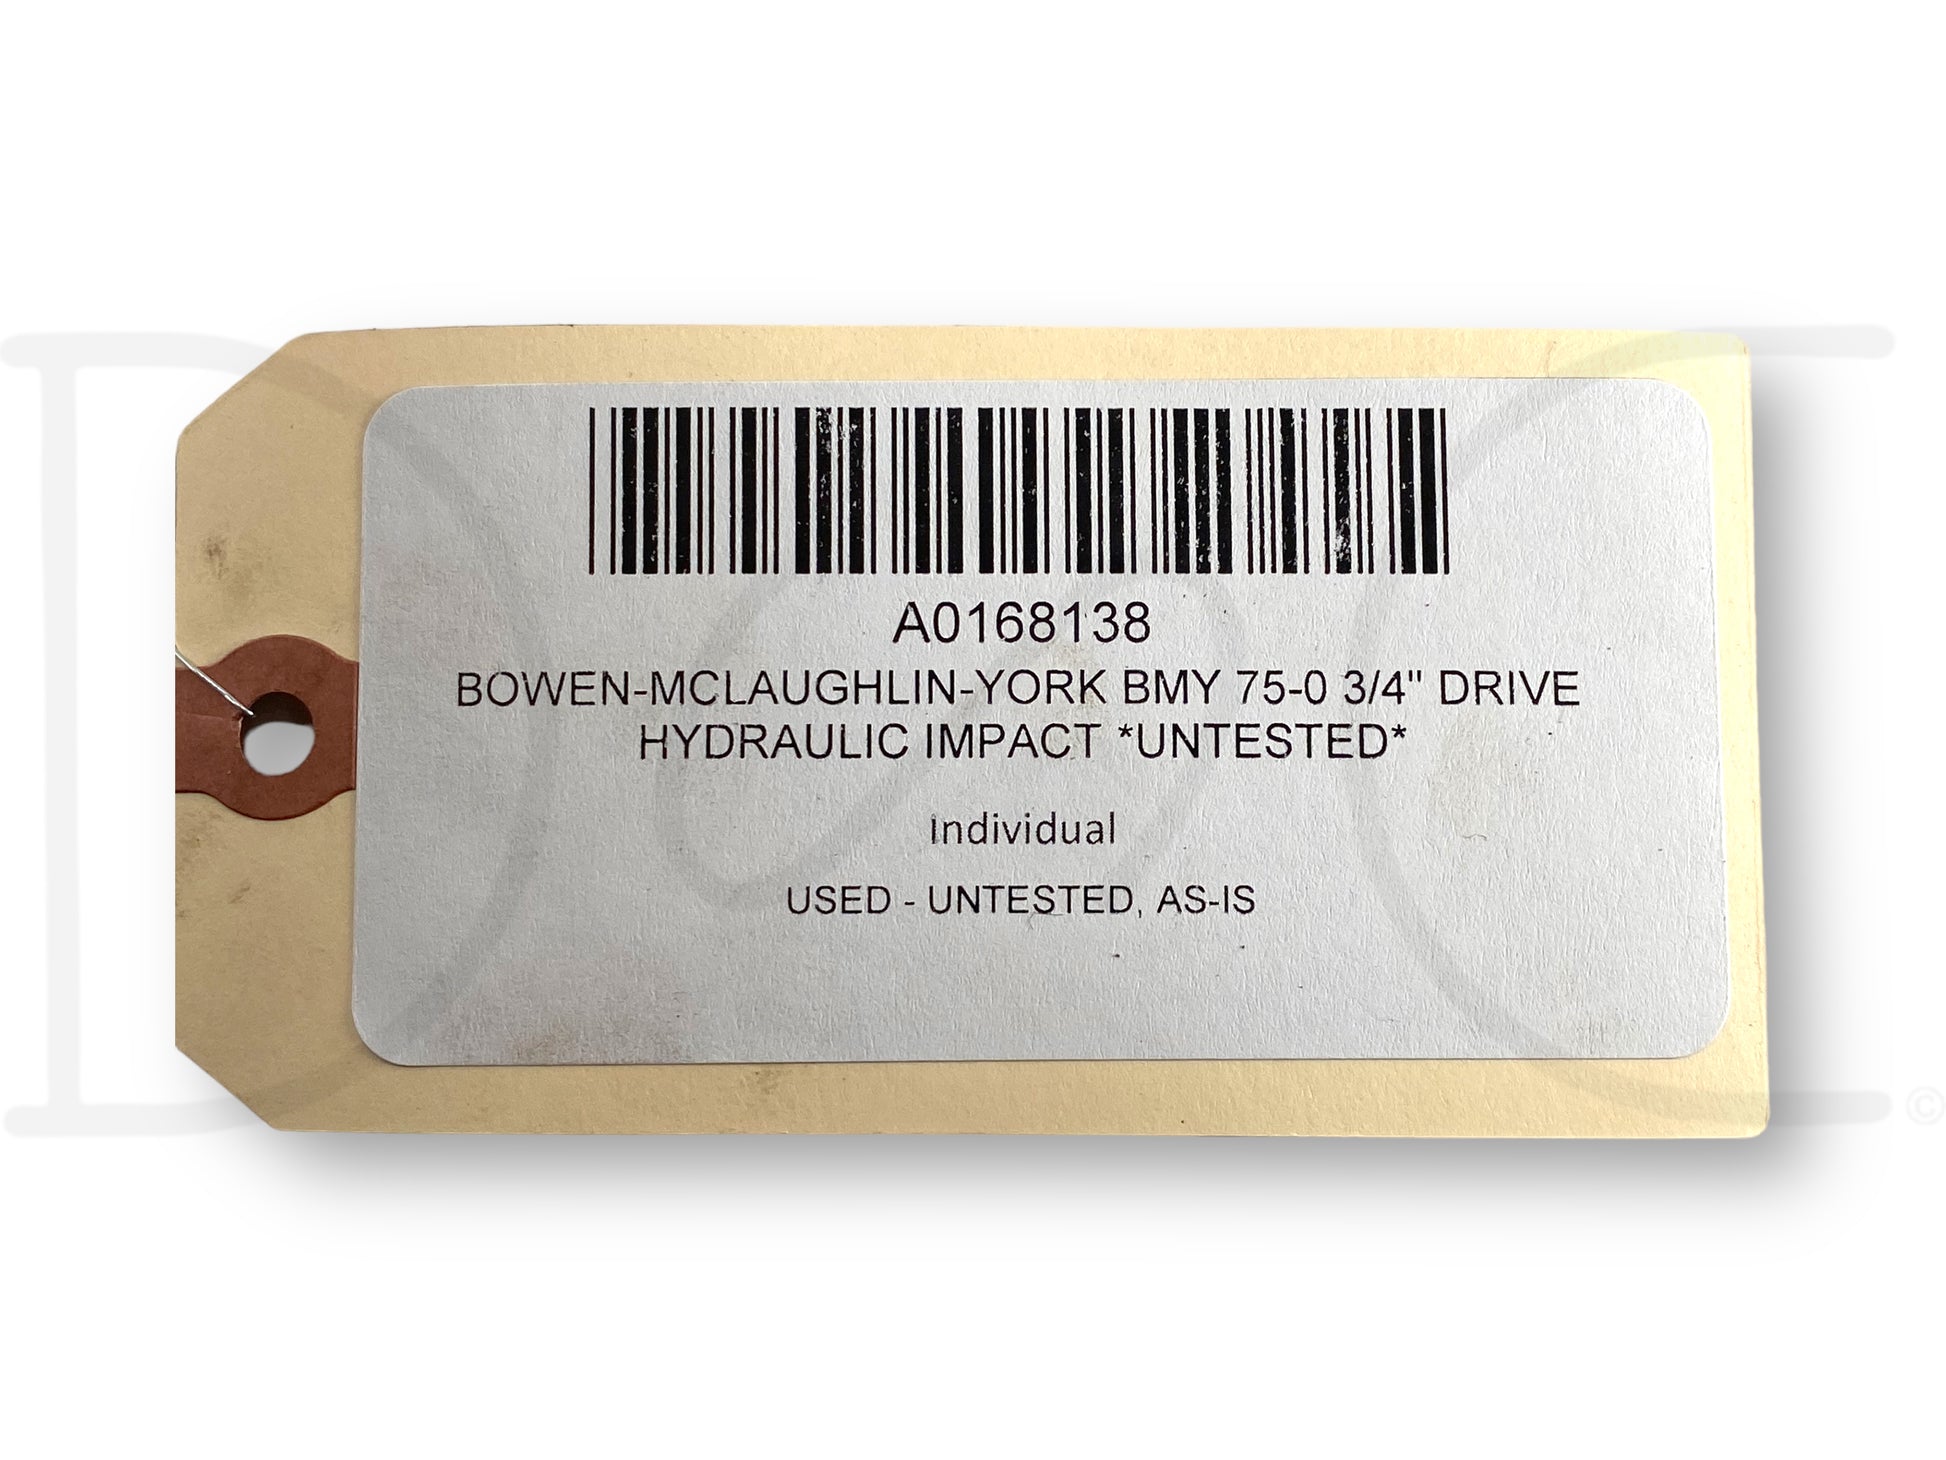 A0168138
BOWEN-MCLAUGHLIN-YORK BMY 75-0 3/4" DRIVE
HYDRAULIC IMPACT *UNTESTED*
Individual
USED - UNTESTED, AS-IS
©